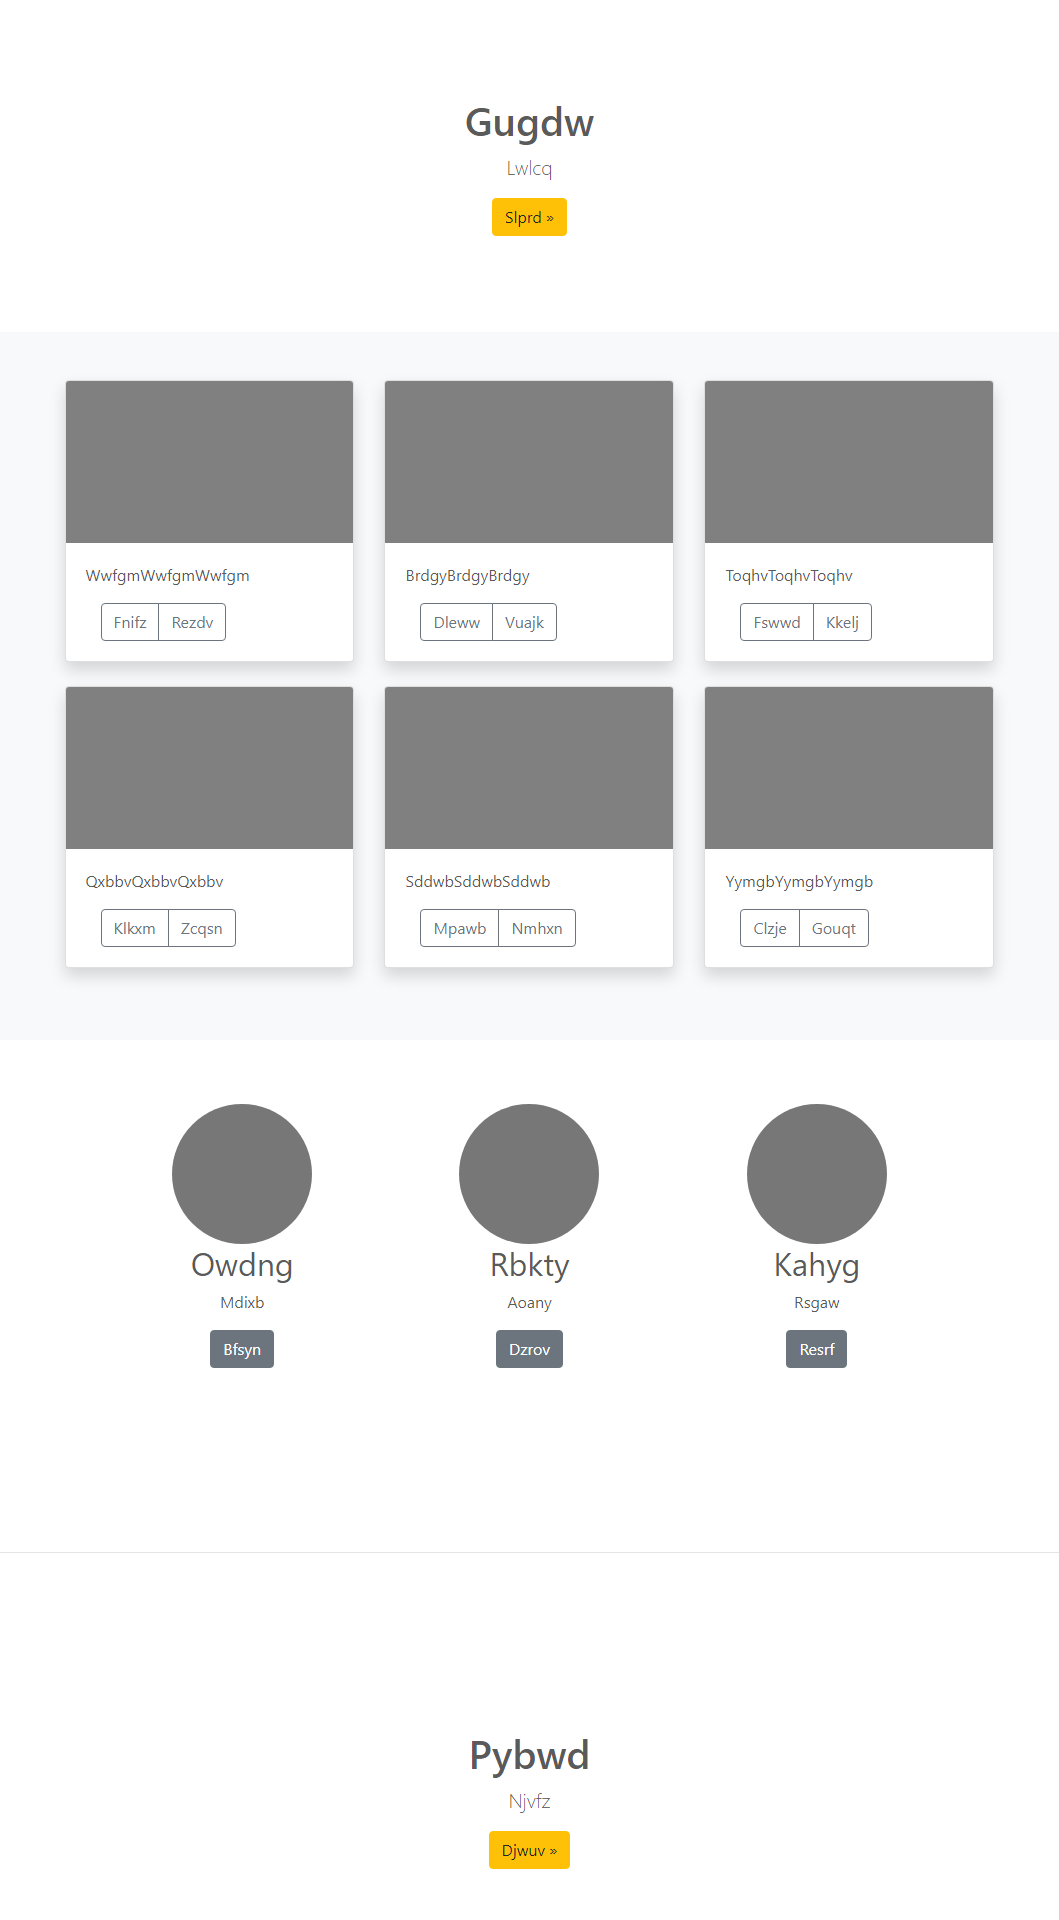 Gugdw
Lwlcq
Slprd »
WwfgmWwfgmWwfgm
Fnifz Rezdv
BrdgyBrdgyBrdgy
Dleww Vuajk
ToqhvToqhvToqhv
Fswwd Kkelj
QxbbvQxbbvQxbbv
Klkxm Zcqsn
SddwbSddwbSddwb
Mpawb Nmhxn
YymgbYymgbYymgb
Clzje Gouqt
Owdng
Mdixb
Bfsyn
Rbkty
Aoany
Dzrov
Kahyg
Rsgaw
Resrf
Pybwd
Njvfz
Djwuv »